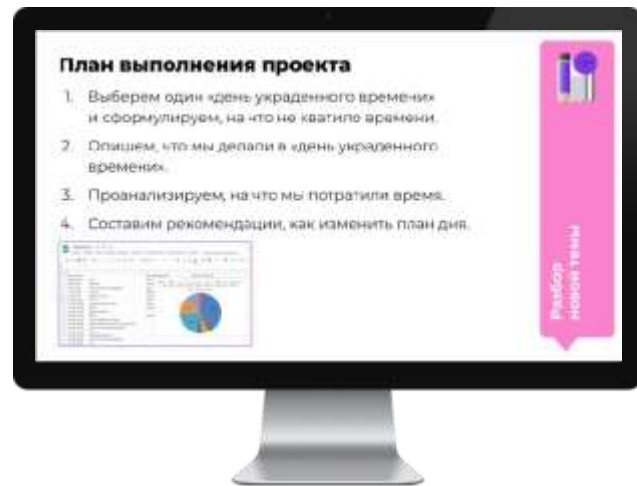 План выполнения проекта
1. Выберем один «день украденного времени»
и сформулируем, на что не хватило времени.
2. Опишем, что мы делали в «день украденного
времени».
3. Проанализируем, на что мы потратили время.
4. Составим рекомендации, как изменить план дня.
Разбор
новой темы